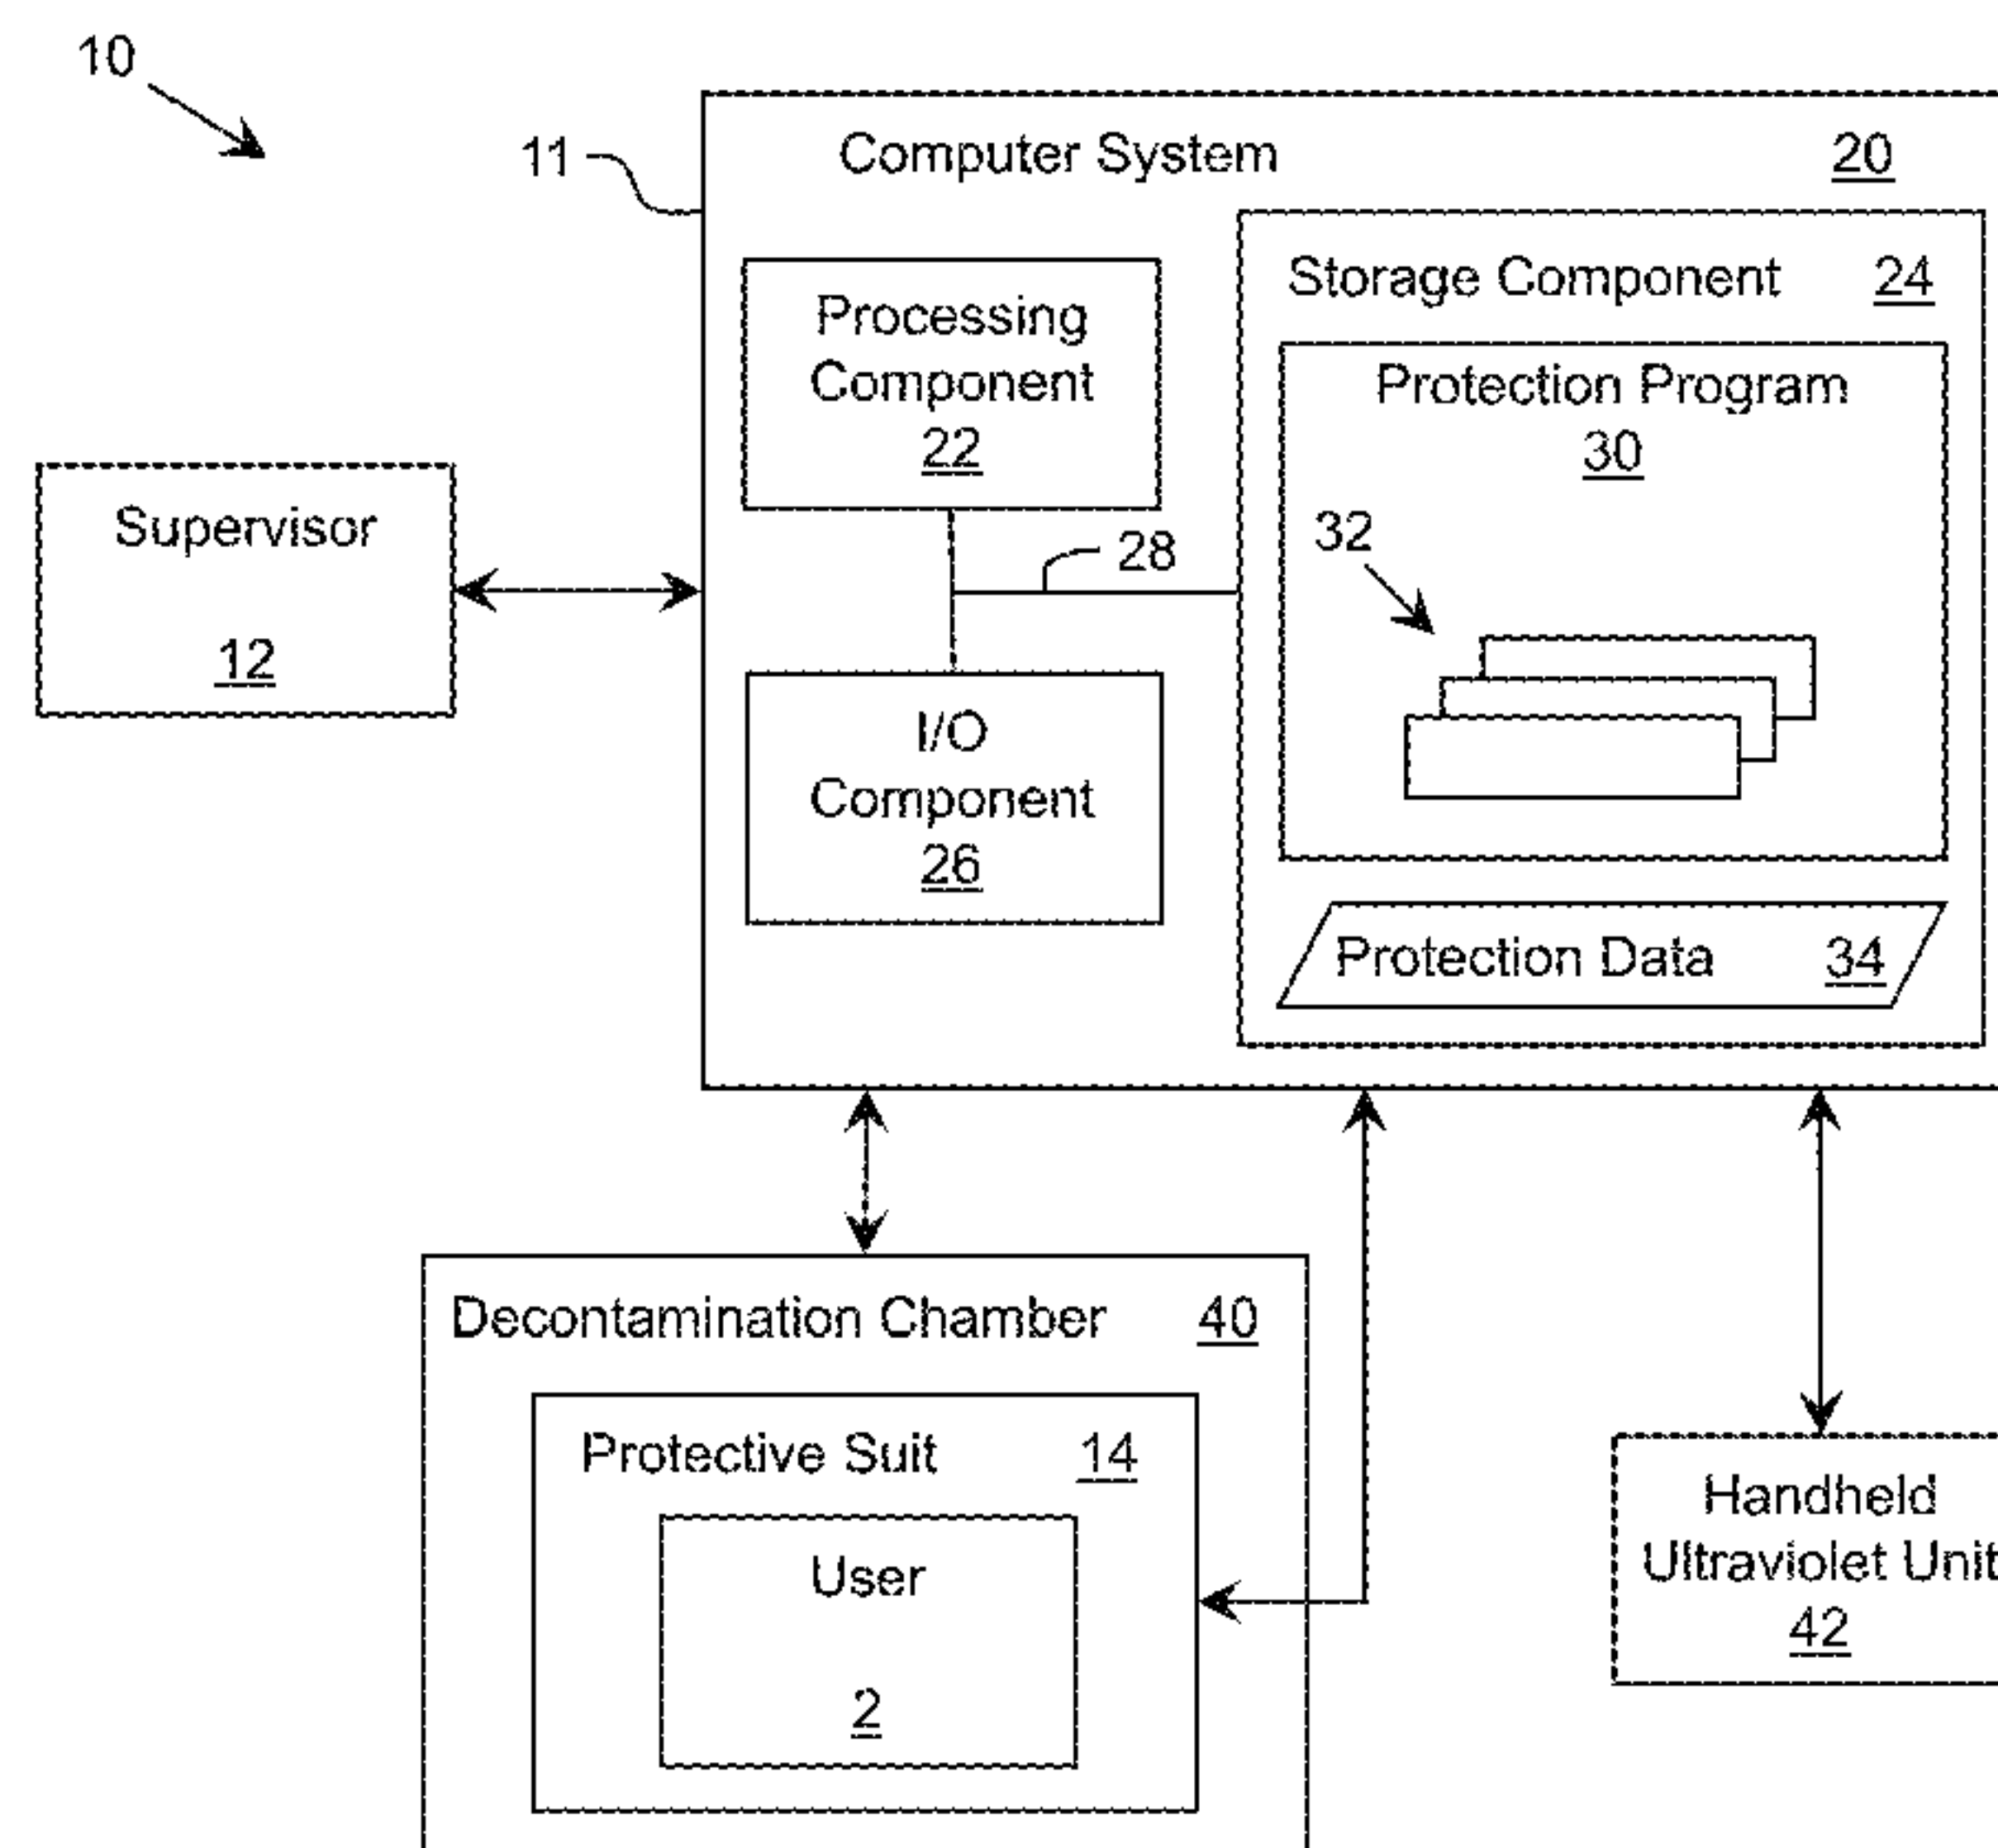 10
11
Computer System 20
Storage Component 24
Processing
Component
22
Protection Program
30
Supervisor
12
28
32
I/O
Component
26
Protection Data 34
Decontamination Chamber 40
Protective Suit 14
User
2
Handheld
Ultraviolet Unit
42